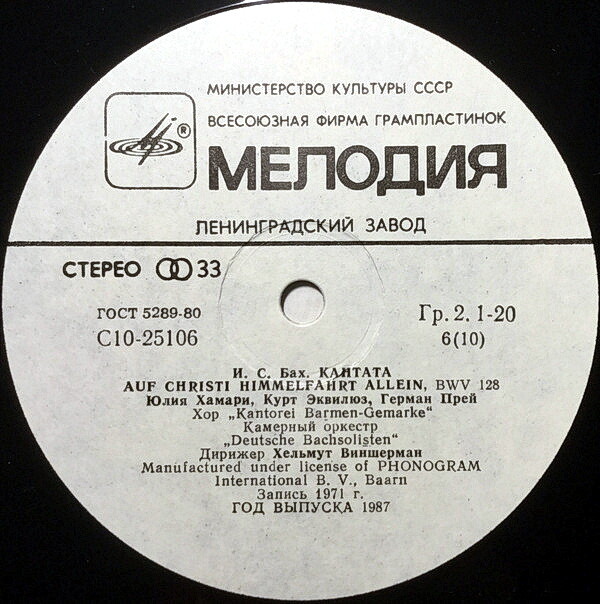 МИНИСТЕРСТВО КУЛЬТУРЫ СССР
ВСЕСОЮЗНАЯ ФИРМА ГРАМПЛАСТИНОК
®
МЕЛОДИЯ
ЛЕНИНГРАДСКИЙ ЗАВОД
СТЕРЕО 33
ГОСТ 5289-80 Гр. 2. 1-20
С10-25106 6(10)
И. С. Бах. КАНТАТА
AUF CHRISTI HIMMELFAHRT ALLEIN, BWV 128
Юлия Хамари, Курт Эквилюз, Герман Прей
Хор „Kantorei Barmen-Gemarke“
Камерный оркестр
„Deutsche Bachsolisten“
Дирижер Хельмут Виншерман
Manufactured under license of PHONOGRAM
International B. V., Baarn
Запись 1971 г.
ГОД ВЫПУСКА 1987